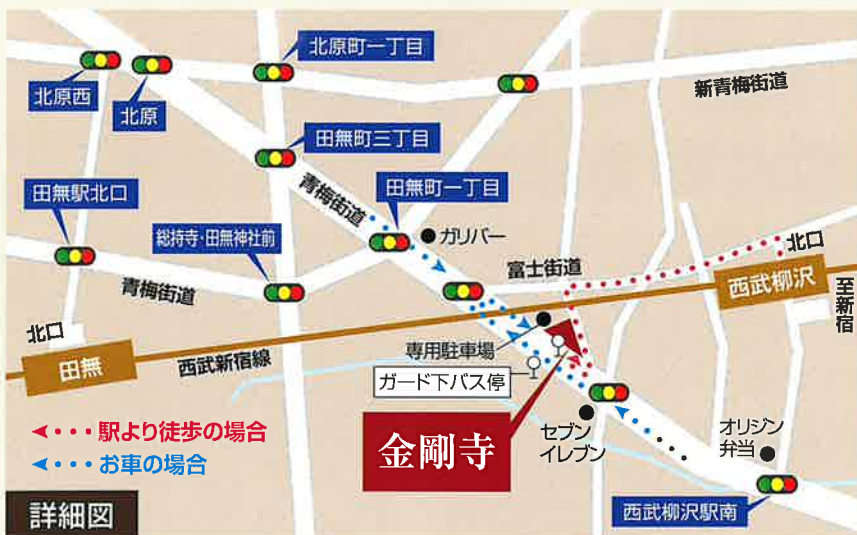 北原町一丁目
新青梅街道
北原西
北原
田無町三丁目
青梅街道
田無町一丁目
田無駅北口
総持寺・田無神社前
ガリバー
青梅街道
富士街道
北口
西武柳沢
至新宿
北口
田無
西武新宿線
専用駐車場
ガード下バス停
金剛寺
セブン
イレブン
オリジン
弁当
西武柳沢駅南
駅より徒歩の場合
お車の場合
詳細図